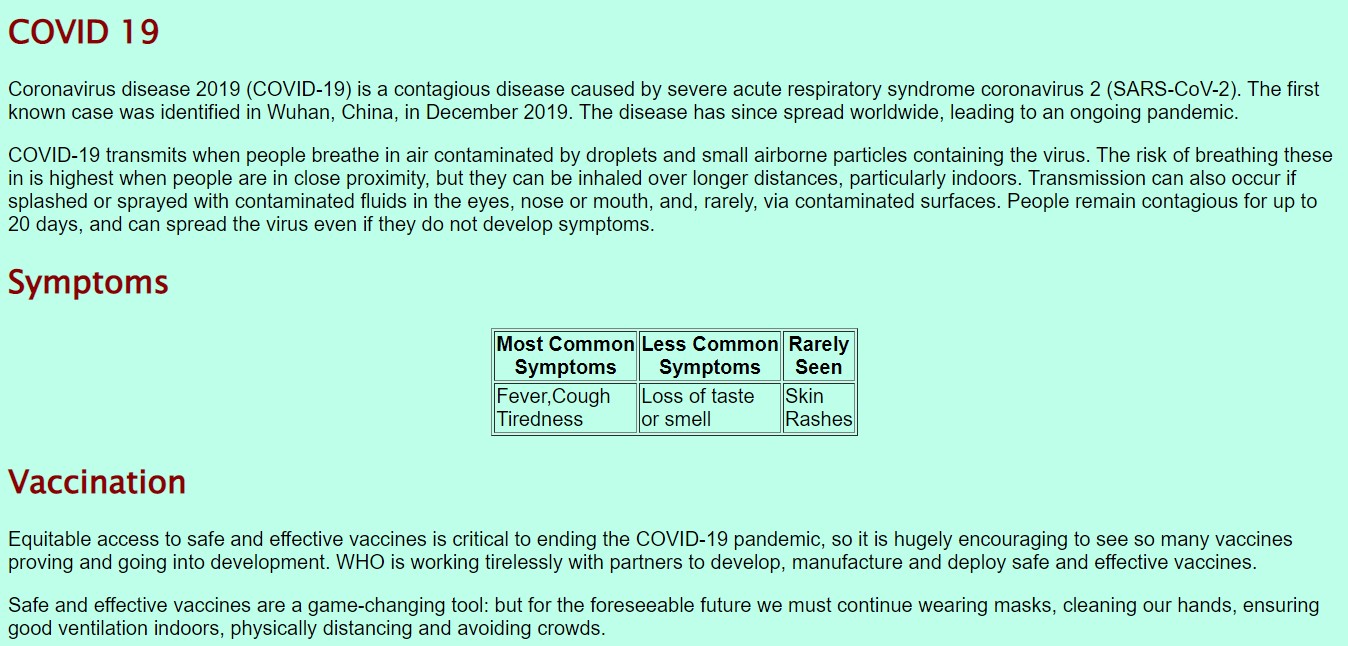 COVID 19
Coronavirus disease 2019 (COVID-19) is a contagious disease caused by severe acute respiratory syndrome coronavirus 2 (SARS-CoV-2). The first
known case was identified in Wuhan, China, in December 2019. The disease has since spread worldwide, leading to an ongoing pandemic.
COVID-19 transmits when people breathe in air contaminated by droplets and small airborne particles containing the virus. The risk of breathing these
in is highest when people are in close proximity, but they can be inhaled over longer distances, particularly indoors. Transmission can also occur if
splashed or sprayed with contaminated fluids in the eyes, nose or mouth, and, rarely, via contaminated surfaces. People remain contagious for up to
20 days, and can spread the virus even if they do not develop symptoms.
Symptoms
Most Common Less Common Rarely
Symptoms Symptoms Seen
Fever,Cough Loss of taste Skin
Tiredness or smell Rashes
Vaccination
Equitable access to safe and effective vaccines is critical to ending the COVID-19 pandemic, so it is hugely encouraging to see so many vaccines
proving and going into development. WHO is working tirelessly with partners to develop, manufacture and deploy safe and effective vaccines.
Safe and effective vaccines are a game-changing tool: but for the foreseeable future we must continue wearing masks, cleaning our hands, ensuring
good ventilation indoors, physically distancing and avoiding crowds.